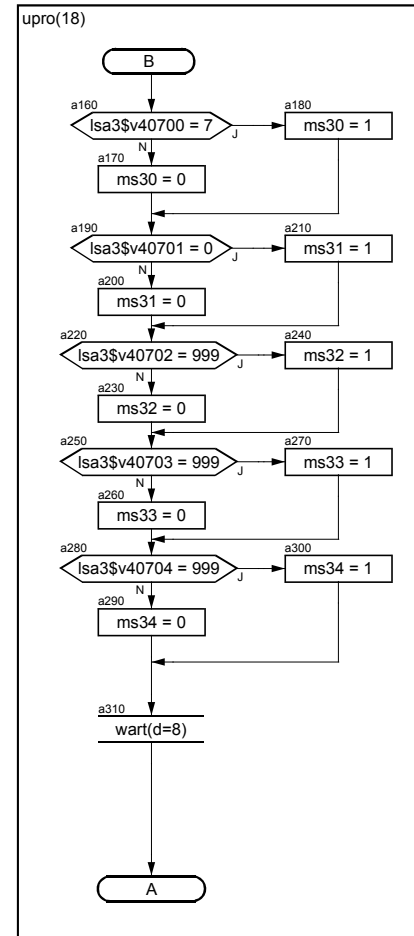 upro(18)
B
a160
lsa3$v40700 = 7
J
N
a180
ms30 = 1
a170
ms30 = 0
a190
lsa3$v40701 = 0
J
N
a210
ms31 = 1
a200
ms31 = 0
a220
lsa3$v40702 = 999
J
N
a240
ms32 = 1
a230
ms32 = 0
a250
lsa3$v40703 = 999
J
N
a270
ms33 = 1
a260
ms33 = 0
a280
lsa3$v40704 = 999
J
N
a300
ms34 = 1
a290
ms34 = 0
a310
wart(d=8)
A